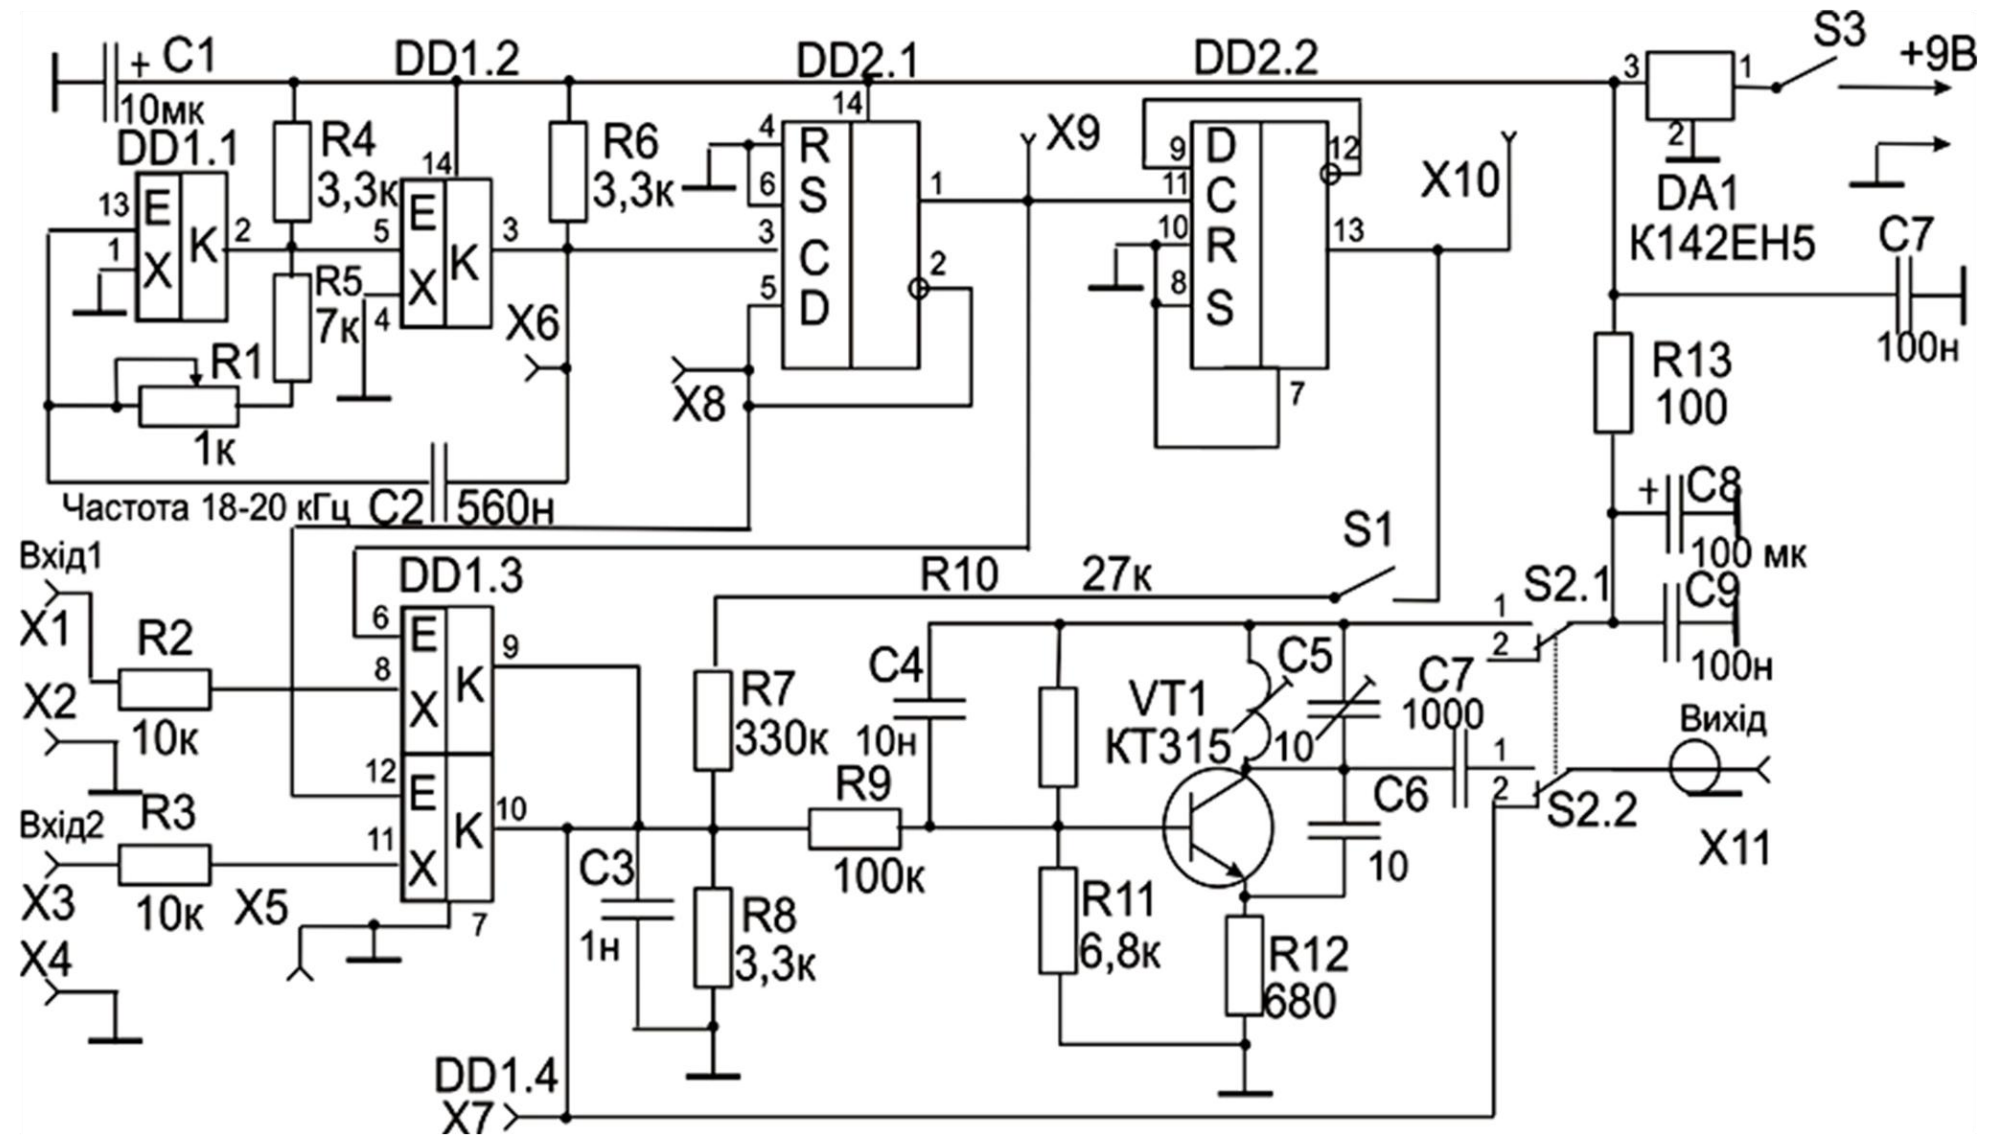 + C1
10мк
DD1.2
DD2.1
DD2.2
S3
3
1
+9В
2
DA1
К142ЕН5
C7
100н
DD1.1
13
E
1
X
K
2
R4
3,3к
14
5
E
X
K
3
4
R6
3,3к
14
4
R
6
S
3
C
5
D
1
2
X9
9
D
11
C
10
R
8
S
12
13
7
X10
R5
7к
R1
1к
X6
X8
R13
100
Частота 18-20 кГц
C2
560н
+ C8
100 мк
C9
100н
Вхід1
X1
X2
R2
10к
DD1.3
6
E
8
X
K
9
12
E
11
X
K
10
7
Вхід2
X3
R3
10к
X4
X5
R10
27к
S1
S2.1
1
2
R7
330к
C4
10н
R9
100к
VT1
КТ315
C5
10
C7
1000
1
2
S2.2
Вихід
X11
C6
10
C3
1н
R8
3,3к
R11
6,8к
R12
680
DD1.4
X7